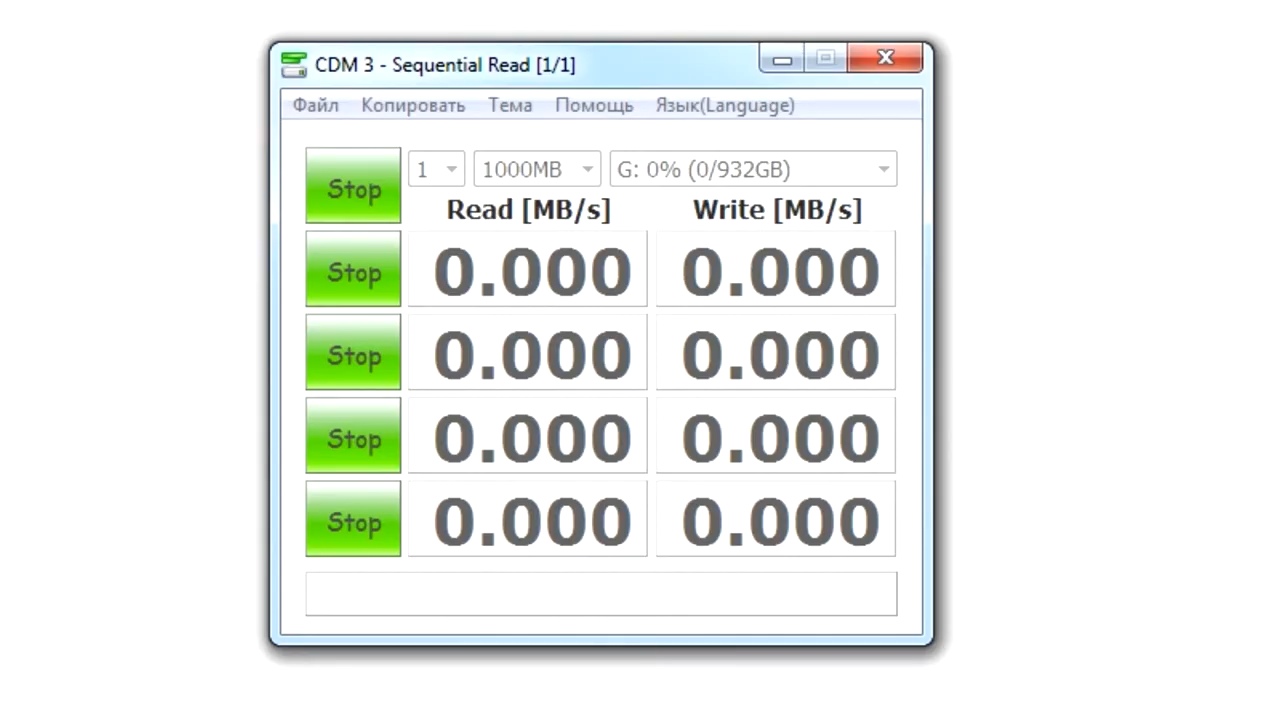 CDM 3 - Sequential Read [1/1]
Файл Копировать Тема Помощь Язык(Language)
Stop 1 1000MB G: 0% (0/932GB)
Read [MB/s] Write [MB/s]
Stop 0.000 0.000
Stop 0.000 0.000
Stop 0.000 0.000
Stop 0.000 0.000